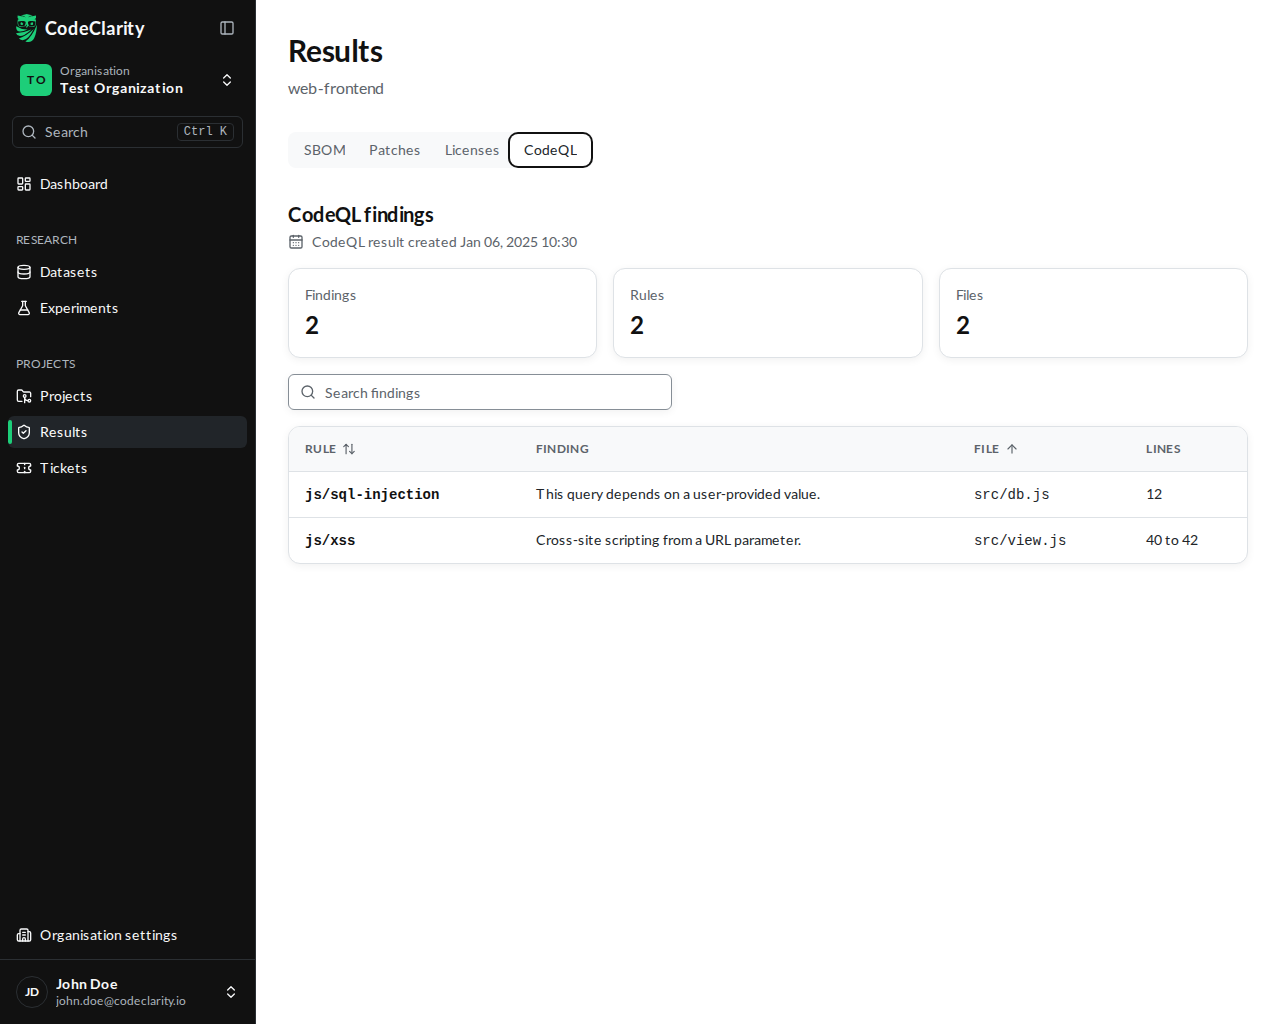 CodeClarity
TO
Organisation
Test Organization
Search
Ctrl K
Dashboard
RESEARCH
Datasets
Experiments
PROJECTS
Projects
Results
Tickets
Organisation settings
JD
John Doe
john.doe@codeclarity.io
Results
web-frontend
SBOM Patches Licenses CodeQL
CodeQL findings
CodeQL result created Jan 06, 2025 10:30
Findings
2
Rules
2
Files
2
Search findings
RULE FINDING FILE LINES
js/sql-injection This query depends on a user-provided value. src/db.js 12
js/xss Cross-site scripting from a URL parameter. src/view.js 40 to 42